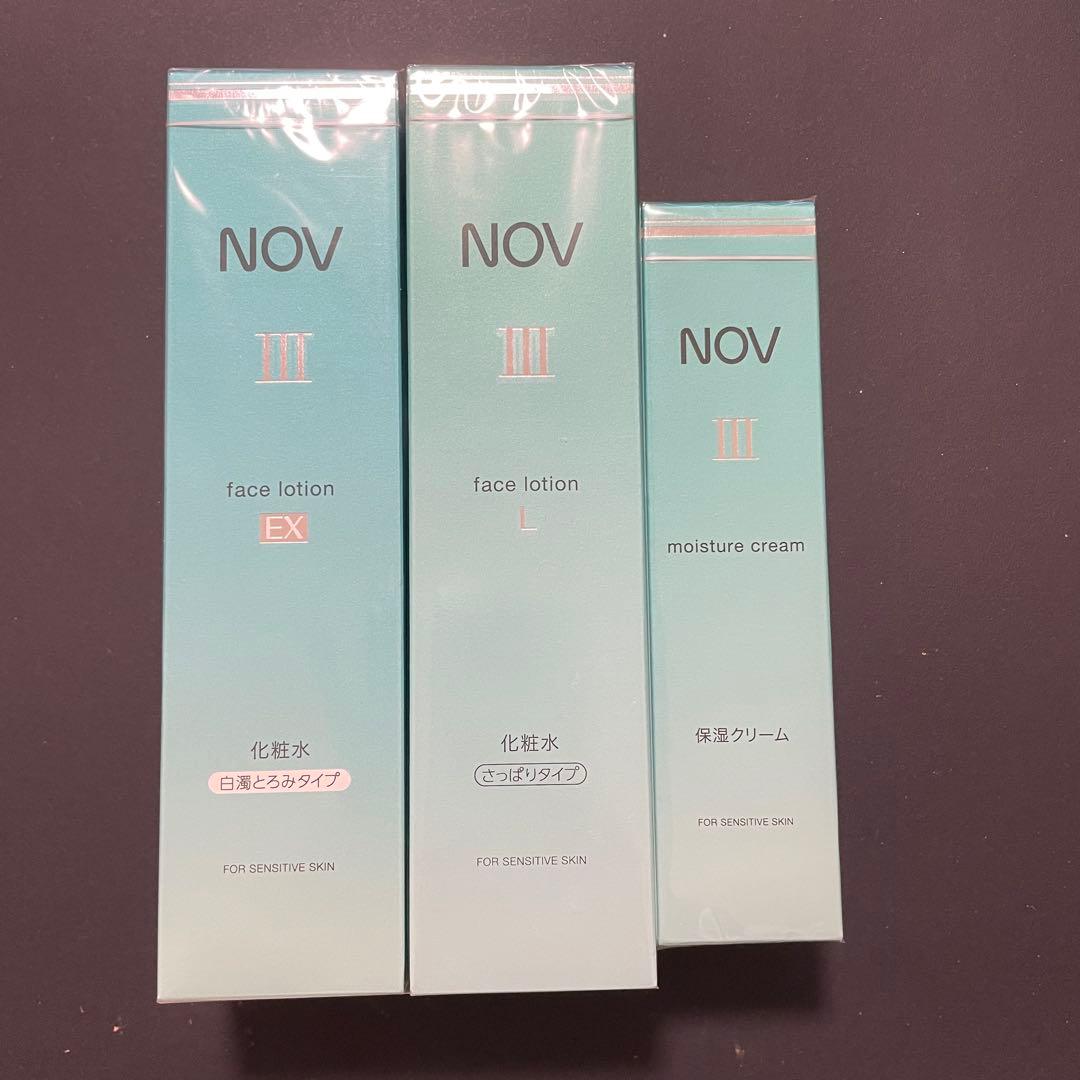 NOV
III
face lotion
EX
化粧水
白濁とろみタイプ
FOR SENSITIVE SKIN
NOV
III
face lotion
L
化粧水
さっぱりタイプ
FOR SENSITIVE SKIN
NOV
III
moisture cream
保湿クリーム
FOR SENSITIVE SKIN